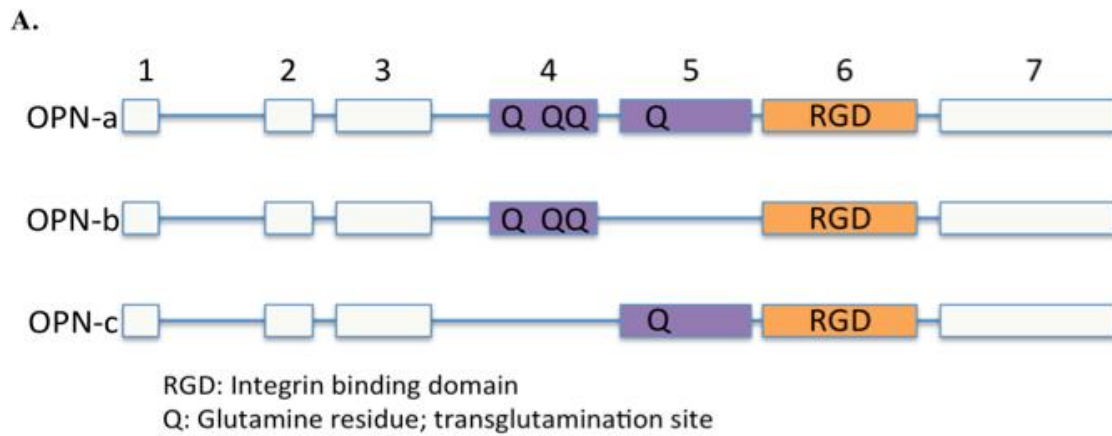 A.
1 2 3 4 5 6 7
OPN-a Q QQ Q RGD
OPN-b Q QQ RGD
OPN-c Q RGD
RGD: Integrin binding domain
Q: Glutamine residue; transglutamination site